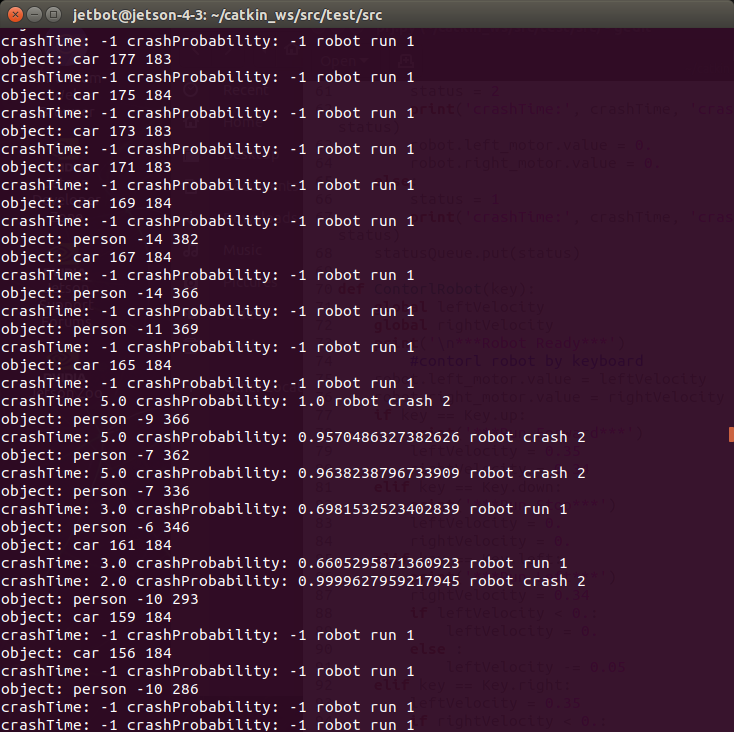 jetbot@jetson-4-3: ~/catkin_ws/src/test/src
crashTime: -1 crashProbability: -1 robot run 1
object: car 177 183
crashTime: -1 crashProbability: -1 robot run 1
object: car 175 184
crashTime: -1 crashProbability: -1 robot run 1
object: car 173 183
crashTime: -1 crashProbability: -1 robot run 1
object: car 171 183
crashTime: -1 crashProbability: -1 robot run 1
object: car 169 184
crashTime: -1 crashProbability: -1 robot run 1
object: person -14 382
object: car 167 184
crashTime: -1 crashProbability: -1 robot run 1
object: person -14 366
crashTime: -1 crashProbability: -1 robot run 1
object: person -11 369
crashTime: -1 crashProbability: -1 robot run 1
object: car 165 184
crashTime: -1 crashProbability: -1 robot run 1
crashTime: 5.0 crashProbability: 1.0 robot crash 2
object: person -9 366
crashTime: 5.0 crashProbability: 0.9570486327382626 robot crash 2
object: person -7 362
crashTime: 5.0 crashProbability: 0.9638238796733909 robot crash 2
object: person -7 336
crashTime: 3.0 crashProbability: 0.6981532523402839 robot run 1
object: person -6 346
object: car 161 184
crashTime: 3.0 crashProbability: 0.6605295871360923 robot run 1
crashTime: 2.0 crashProbability: 0.9999627959217945 robot crash 2
object: person -10 293
object: car 159 184
crashTime: -1 crashProbability: -1 robot run 1
object: car 156 184
crashTime: -1 crashProbability: -1 robot run 1
object: person -10 286
crashTime: -1 crashProbability: -1 robot run 1
crashTime: -1 crashProbability: -1 robot run 1